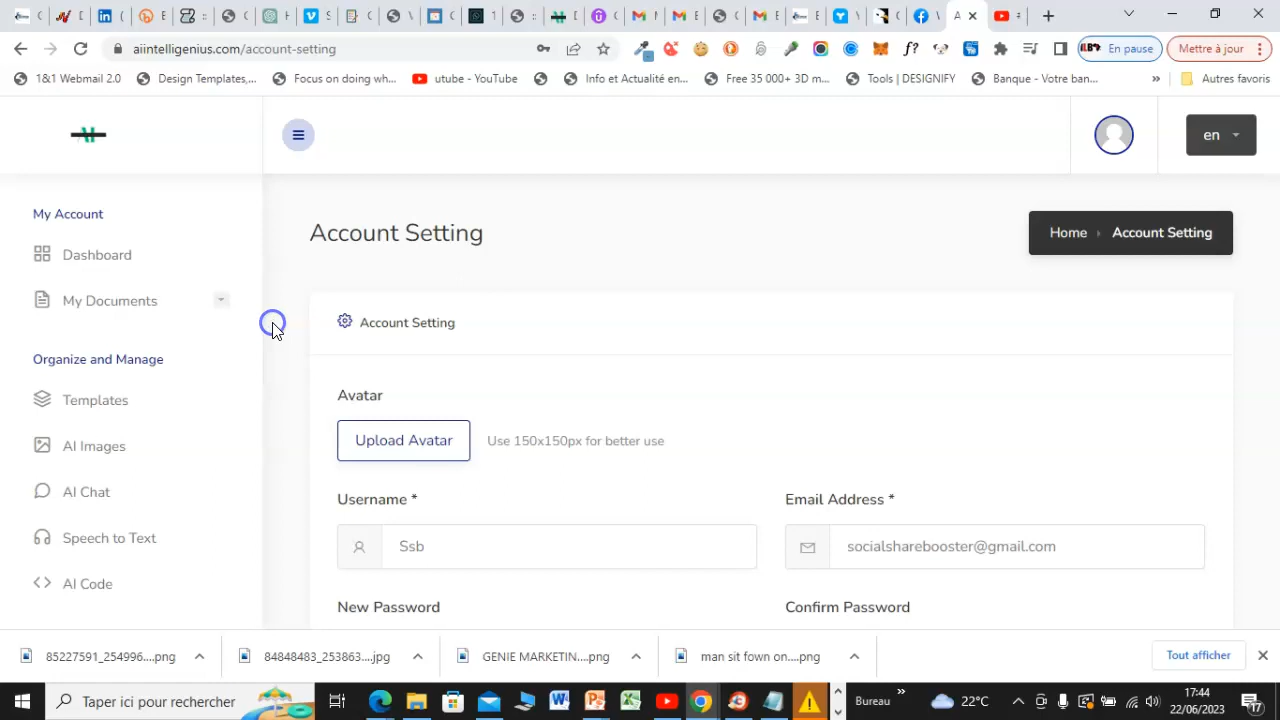 aiintelligenius.com/account-setting
En pause
Mettre à jour
1&1 Webmail 2.0
Design Templates,...
Focus on doing wh...
utube - YouTube
Info et Actualité en...
Free 35 000+ 3D m...
Tools | DESIGNIFY
Banque - Votre ban...
»
Autres favoris
en
My Account
Dashboard
My Documents
Organize and Manage
Templates
AI Images
AI Chat
Speech to Text
AI Code
Account Setting
Home
Account Setting
Account Setting
Avatar
Upload Avatar
Use 150x150px for better use
Username *
Email Address *
Ssb
socialsharebooster@gmail.com
New Password
Confirm Password
85227591_254996....png
84848483_253863....jpg
GENIE MARKETIN....png
man sit fown on....png
Tout afficher
Taper ici pour rechercher
Bureau
»
22°C
17:44
22/06/2023
17